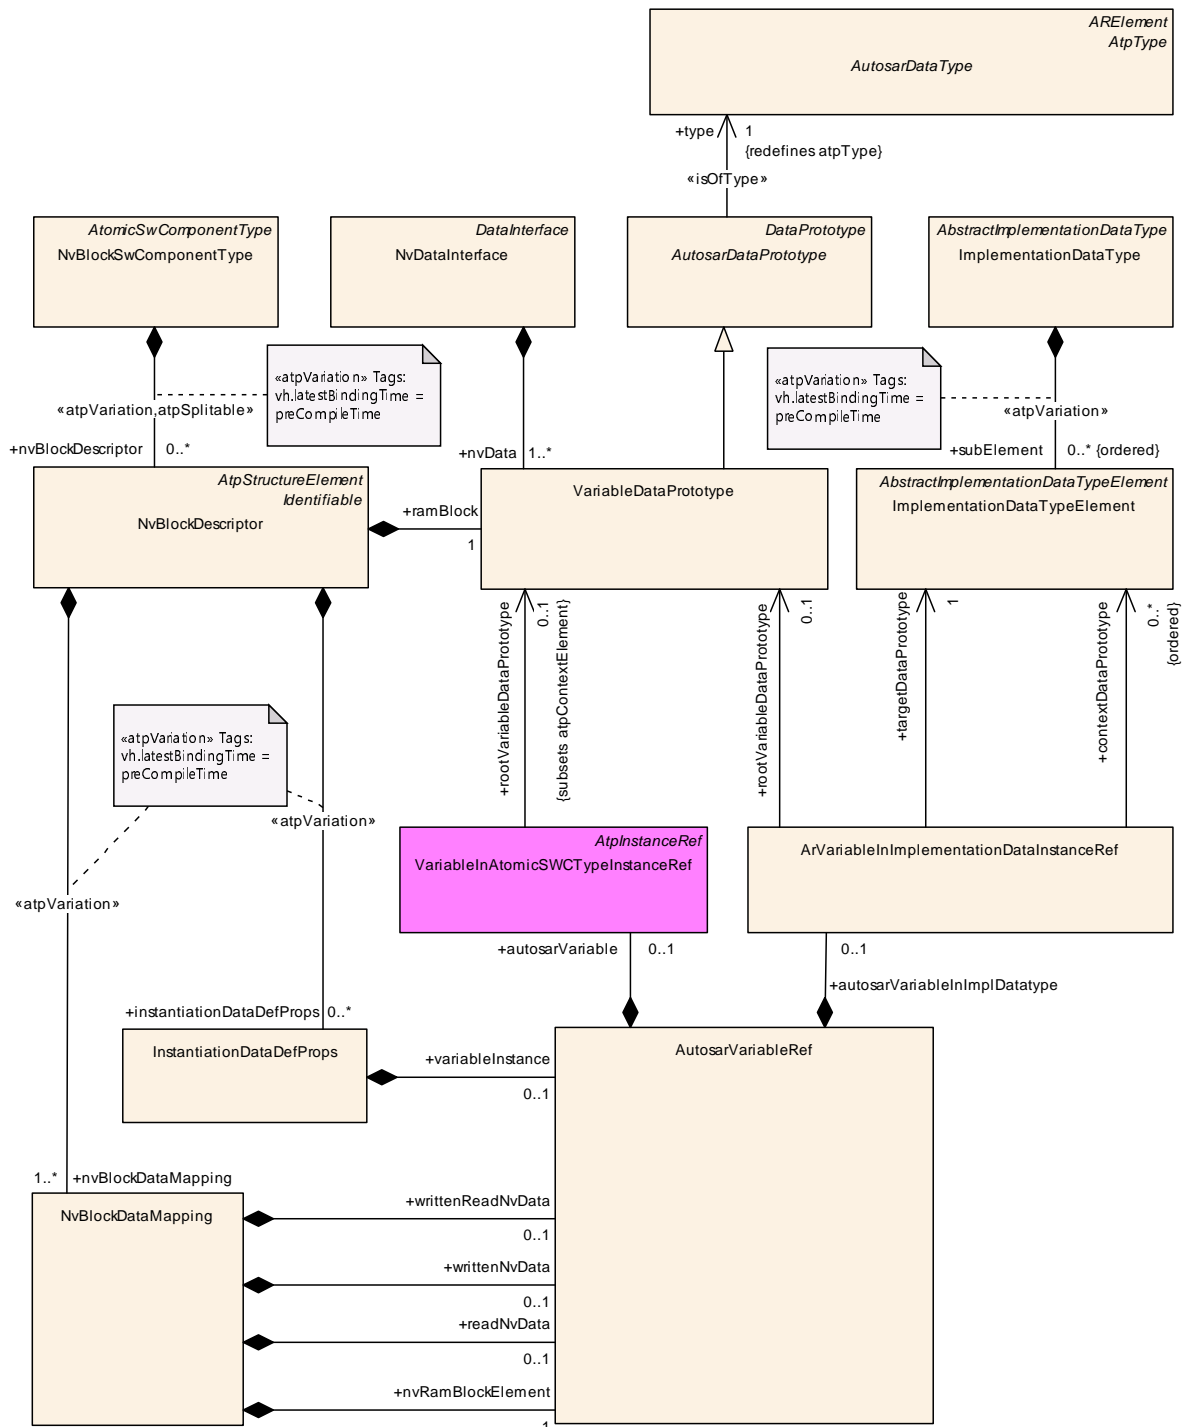 ARElement
AtpType
AutosarDataType
+type
1
{redefines atpType}
«isOfType»
AtomicSwComponentType
NvBlockSwComponentType
DataInterface
NvDataInterface
DataPrototype
AutosarDataPrototype
AbstractImplementationDataType
ImplementationDataType
«atpVariation» Tags:
vh.latestBindingTime =
preCompileTime
«atpVariation» Tags:
vh.latestBindingTime =
preCompileTime
«atpVariation,atpSplitable»
«atpVariation»
+nvBlockDescriptor
0..*
+nvData
1..*
+subElement
0..* {ordered}
AtpStructureElement
Identifiable
NvBlockDescriptor
+ramBlock
1
VariableDataPrototype
AbstractImplementationDataTypeElement
ImplementationDataTypeElement
+rootVariableDataPrototype
0..1
{subsets atpContextElement}
+rootVariableDataPrototype
0..1
+targetDataPrototype
1
+contextDataPrototype
0..*
{ordered}
«atpVariation» Tags:
vh.latestBindingTime =
preCompileTime
«atpVariation»
«atpVariation»
AtpInstanceRef
VariableInAtomicSWCTypeInstanceRef
ArVariableInImplementationDataInstanceRef
+autosarVariable
0..1
0..1
+autosarVariableInImplDatatype
+instantiationDataDefProps
0..*
InstantiationDataDefProps
+variableInstance
0..1
AutosarVariableRef
1..*
+nvBlockDataMapping
NvBlockDataMapping
+writtenReadNvData
0..1
+writtenNvData
0..1
+readNvData
0..1
+nvRamBlockElement
1